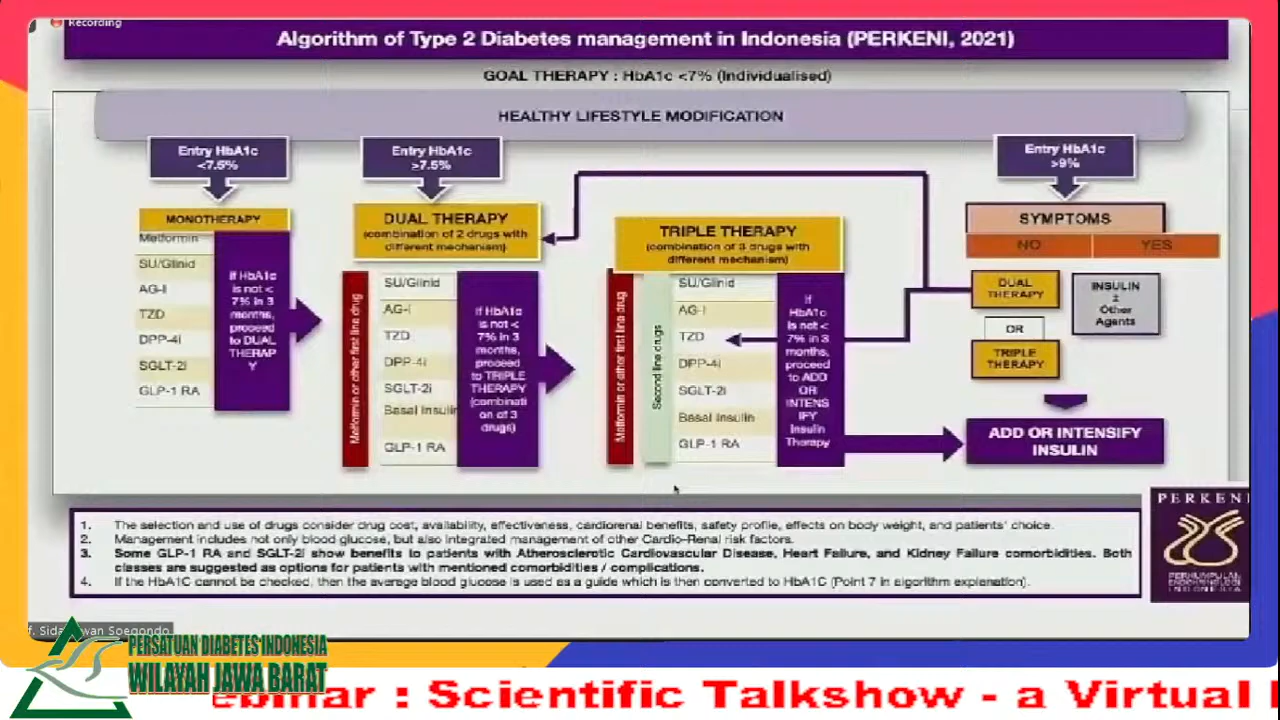 Recording
Algorithm of Type 2 Diabetes management in Indonesia (PERKENI, 2021)
GOAL THERAPY : HbA1c <7% (Individualised)
HEALTHY LIFESTYLE MODIFICATION
Entry HbA1c
<7.5%
MONOTHERAPY
Metformin
SU/Glinid
AG-I
TZD
DPP-4i
SGLT-2i
GLP-1 RA
If HbA1c
is not <
7% in 3
months,
proceed
to DUAL
THERAP
Y
Entry HbA1c
≥7.5%
DUAL THERAPY
(combination of 2 drugs with
different mechanism)
Metformin or other first line drug
SU/Glinid
AG-I
TZD
DPP-4i
SGLT-2i
Basal Insulin
GLP-1 RA
If HbA1c
is not <
7% in 3
months,
proceed
to TRIPLE
THERAPY
(combinati
on of 3
drugs)
TRIPLE THERAPY
(combination of 3 drugs with
different mechanism)
Metformin or other first line drug
Second line drugs
SU/Glinid
AG-I
TZD
DPP-4i
SGLT-2i
Basal Insulin
GLP-1 RA
If
HbA1c
is not <
7% in 3
months,
proceed
to ADD
OR
INTENS
IFY
Insulin
Therapy
Entry HbA1c
>9%
SYMPTOMS
NO
YES
DUAL
THERAPY
OR
TRIPLE
THERAPY
INSULIN
±
Other
Agents
ADD OR INTENSIFY
INSULIN
1. The selection and use of drugs consider drug cost, availability, effectiveness, cardiorenal benefits, safety profile, effects on body weight, and patients' choice.
2. Management includes not only blood glucose, but also integrated management of other Cardio-Renal risk factors.
3. Some GLP-1 RA and SGLT-2i show benefits to patients with Atherosclerotic Cardiovascular Disease, Heart Failure, and Kidney Failure comorbidities. Both
classes are suggested as options for patients with mentioned comorbidities / complications.
4. If the HbA1C cannot be checked, then the average blood glucose is used as a guide which is then converted to HbA1C (Point 7 in algorithm explanation).
PERKENI
PERHIMPUNAN
ENDOKRINOLOGI
INDONESIA
Soegondo
PERSATUAN DIABETES INDONESIA
WILAYAH JAWA BARAT
ebinar : Scientific Talkshow - a Virtual